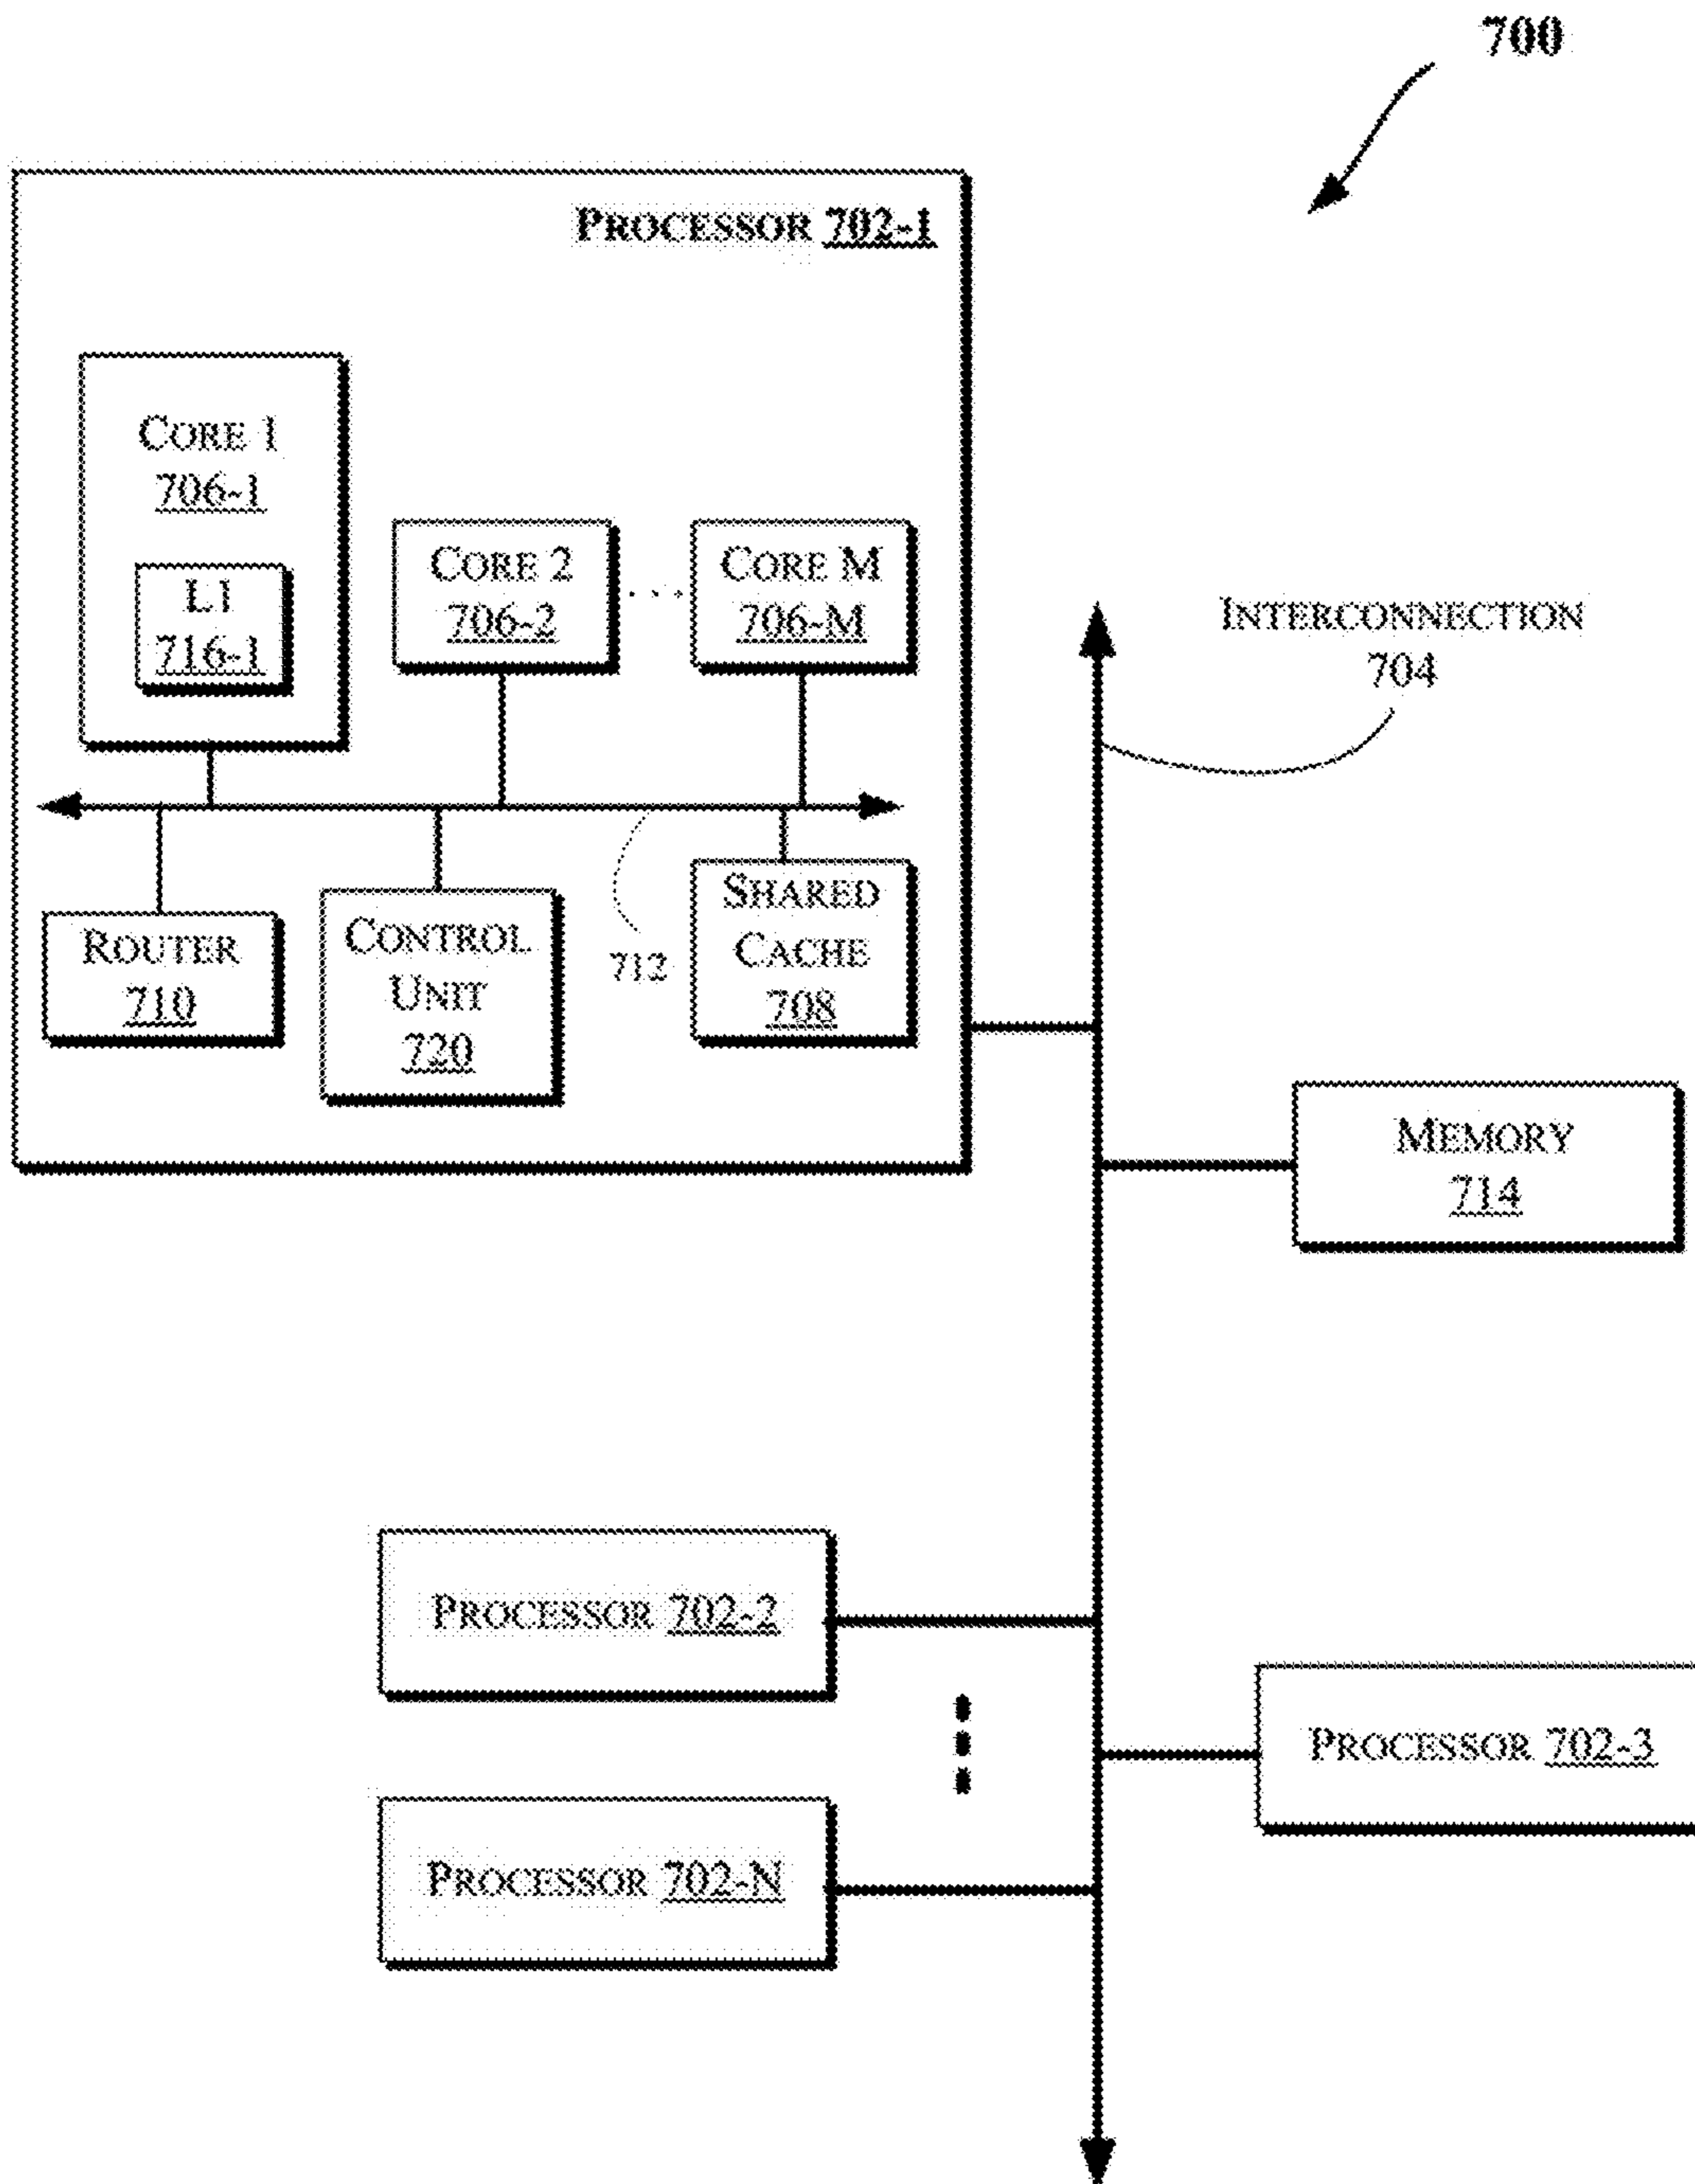 700
PROCESSOR 702-1
CORE 1
706-1
L1
716-1
CORE 2
706-2
. . .
CORE M
706-M
INTERCONNECTION
704
ROUTER
710
CONTROL
UNIT
720
712
SHARED
CACHE
708
MEMORY
714
PROCESSOR 702-2
PROCESSOR 702-3
PROCESSOR 702-N